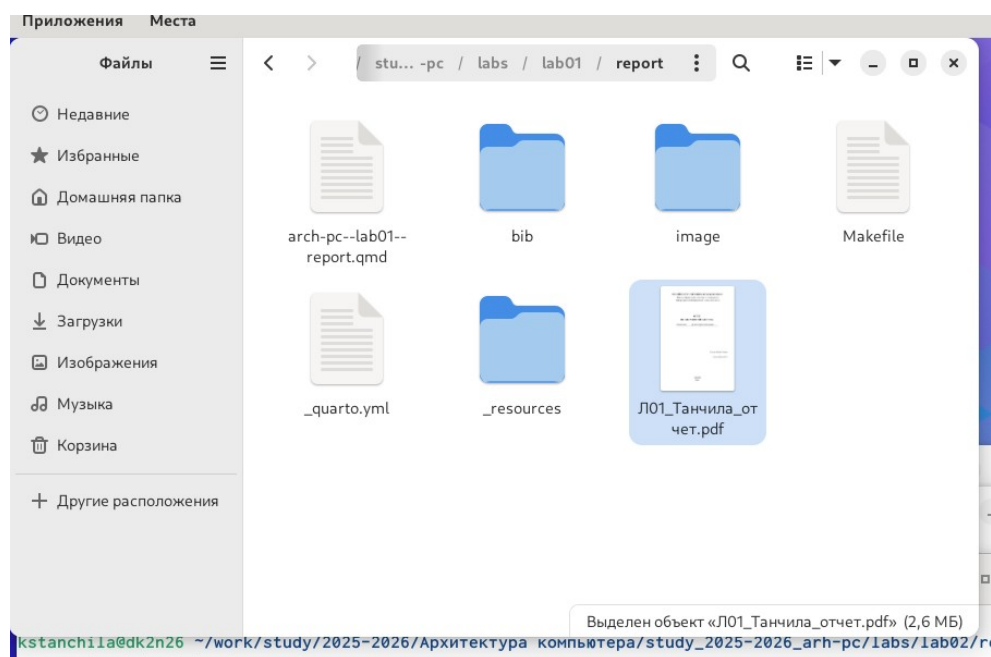 Приложения Места
Файлы
/ stu... -pc / labs / lab01 / report
Недавние
Избранные
Домашняя папка
Видео
Документы
Загрузки
Изображения
Музыка
Корзина
Другие расположения
arch-pc--lab01--
report.qmd
bib
image
Makefile
_quarto.yml
_resources
Л01_Танчила_от
чет.pdf
Выделен объект «Л01_Танчила_отчет.pdf» (2,6 МБ)
kstanchila@dk2n26 ~/work/study/2025-2026/Архитектура компьютера/study_2025-2026_arh-pc/labs/lab02/re